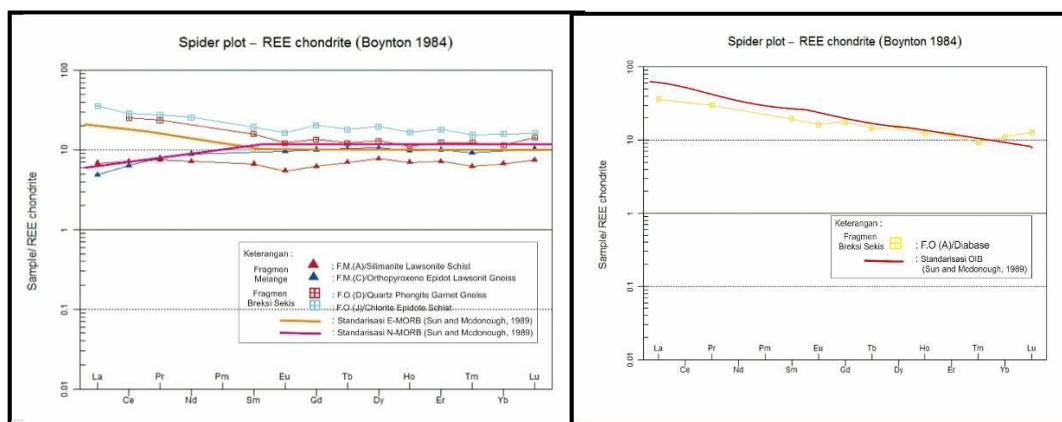 Spider plot – REE chondrite (Boynton 1984)
Sample/ REE chondrite
100
10
1
0.1
0.01
Keterangan :
Fragmen
Melange
: F.M.(A)/Silimanite Lawsonite Schist
: F.M.(C)/Orthopyroxene Epidot Lawsonit Gneiss
Fragmen
Breksi Sekis
: F.O (D)/Quartz Phengite Garnet Gneiss
: F.O (J)/Chlorite Epidote Schist
: Standarisasi E-MORB (Sun and Mcdonough, 1989)
: Standarisasi N-MORB (Sun and Mcdonough, 1989)
La Pr Pm Eu Tb Ho Tm Lu
Ce Nd Sm Gd Dy Er Yb
Spider plot – REE chondrite (Boynton 1984)
Sample/ REE chondrite
100
10
1
0.1
0.01
Keterangan :
Fragmen
Breksi Sekis
: F.O (A)/Diabase
: Standarisasi OIB
(Sun and Mcdonough, 1989)
La Pr Pm Eu Tb Ho Tm Lu
Ce Nd Sm Gd Dy Er Yb